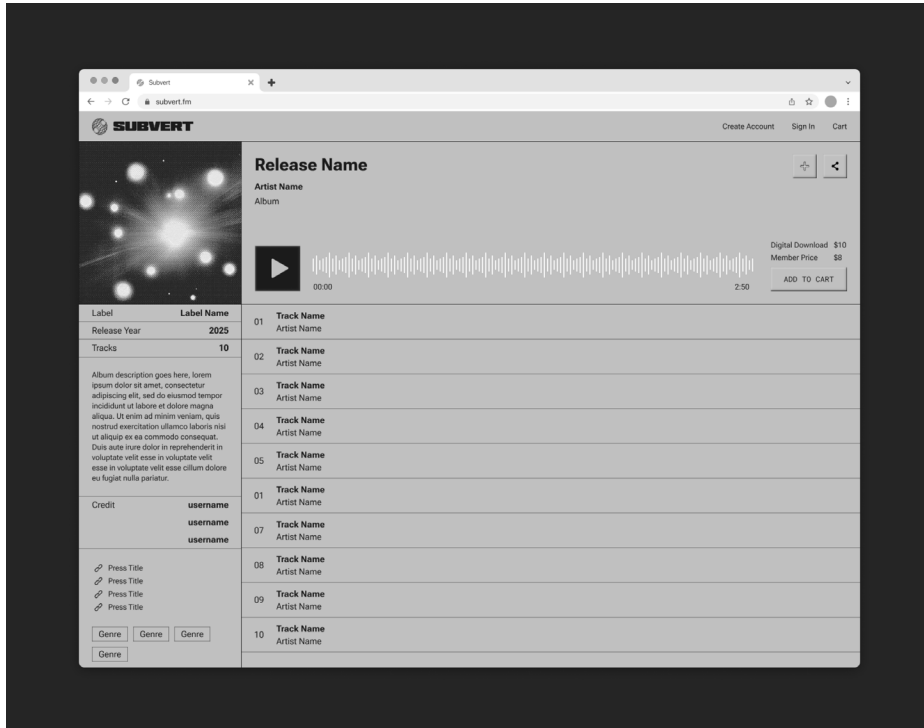 Subvert
subvert.fm
SUBVERT
Create Account Sign In Cart
Release Name
Artist Name
Album
Digital Download $10
Member Price $8
ADD TO CART
00:00 2:50
Label Label Name
Release Year 2025
Tracks 10
Album description goes here, lorem
ipsum dolor sit amet, consectetur
adipiscing elit, sed do eiusmod tempor
incididunt ut labore et dolore magna
aliqua. Ut enim ad minim veniam, quis
nostrud exercitation ullamco laboris nisi
ut aliquip ex ea commodo consequat.
Duis aute irure dolor in reprehenderit in
voluptate velit esse in voluptate velit
esse in voluptate velit esse cillum dolore
eu fugiat nulla pariatur.
Credit username
username
username
Press Title
Press Title
Press Title
Press Title
Genre Genre Genre
Genre
01 Track Name
Artist Name
02 Track Name
Artist Name
03 Track Name
Artist Name
04 Track Name
Artist Name
05 Track Name
Artist Name
01 Track Name
Artist Name
07 Track Name
Artist Name
08 Track Name
Artist Name
09 Track Name
Artist Name
10 Track Name
Artist Name